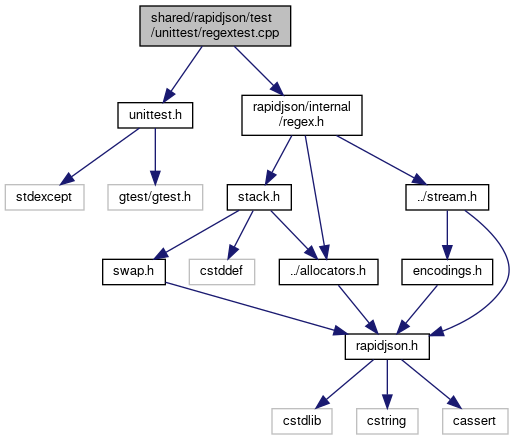 shared/rapidjson/test
/unittest/regextest.cpp
unittest.h
rapidjson/internal
/regex.h
stdexcept
gtest/gtest.h
stack.h
../stream.h
swap.h
cstddef
../allocators.h
encodings.h
rapidjson.h
cstdlib
cstring
cassert